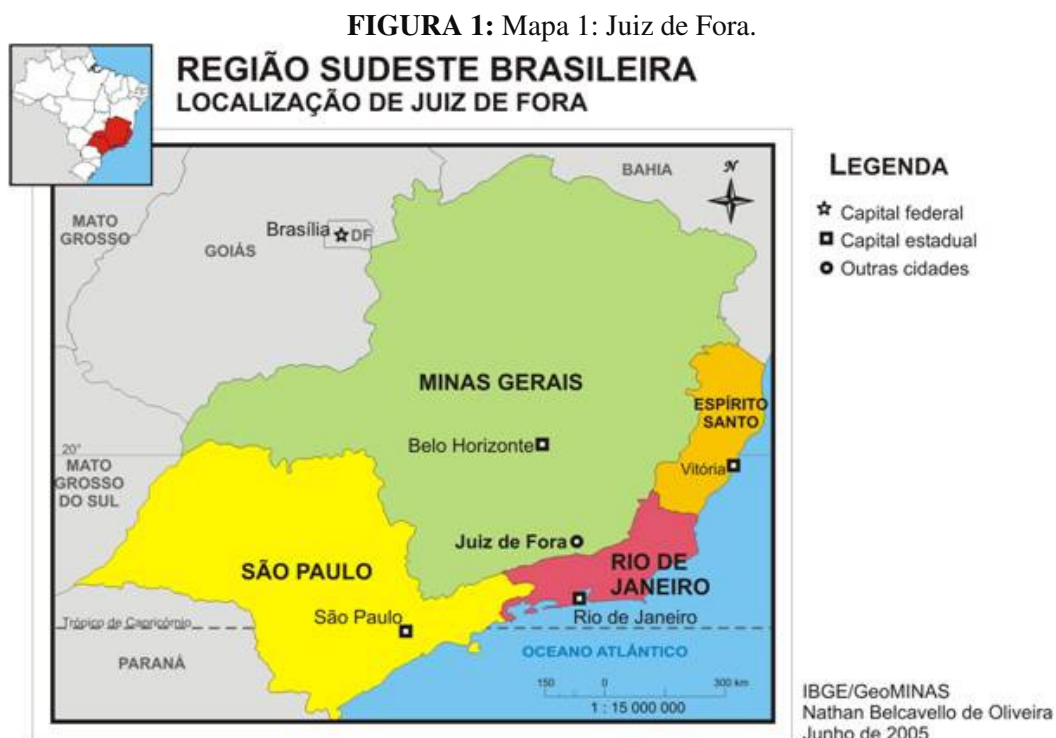 FIGURA 1: Mapa 1: Juiz de Fora.
REGIÃO SUDESTE BRASILEIRA
LOCALIZAÇÃO DE JUIZ DE FORA
BAHIA
N
MATO
GROSSO
GOIÁS
Brasília
DF
MINAS GERAIS
ESPÍRITO
SANTO
Belo Horizonte
Vitória
20°
MATO
GROSSO
DO SUL
Juiz de Fora
SÃO PAULO
RIO DE
JANEIRO
São Paulo
Rio de Janeiro
Trópico de Capricórnio
PARANÁ
OCEANO ATLÂNTICO
150 0 300 km
1 : 15 000 000
LEGENDA
Capital federal
Capital estadual
Outras cidades
IBGE/GeoMINAS
Nathan Belcavello de Oliveira
Junho de 2005